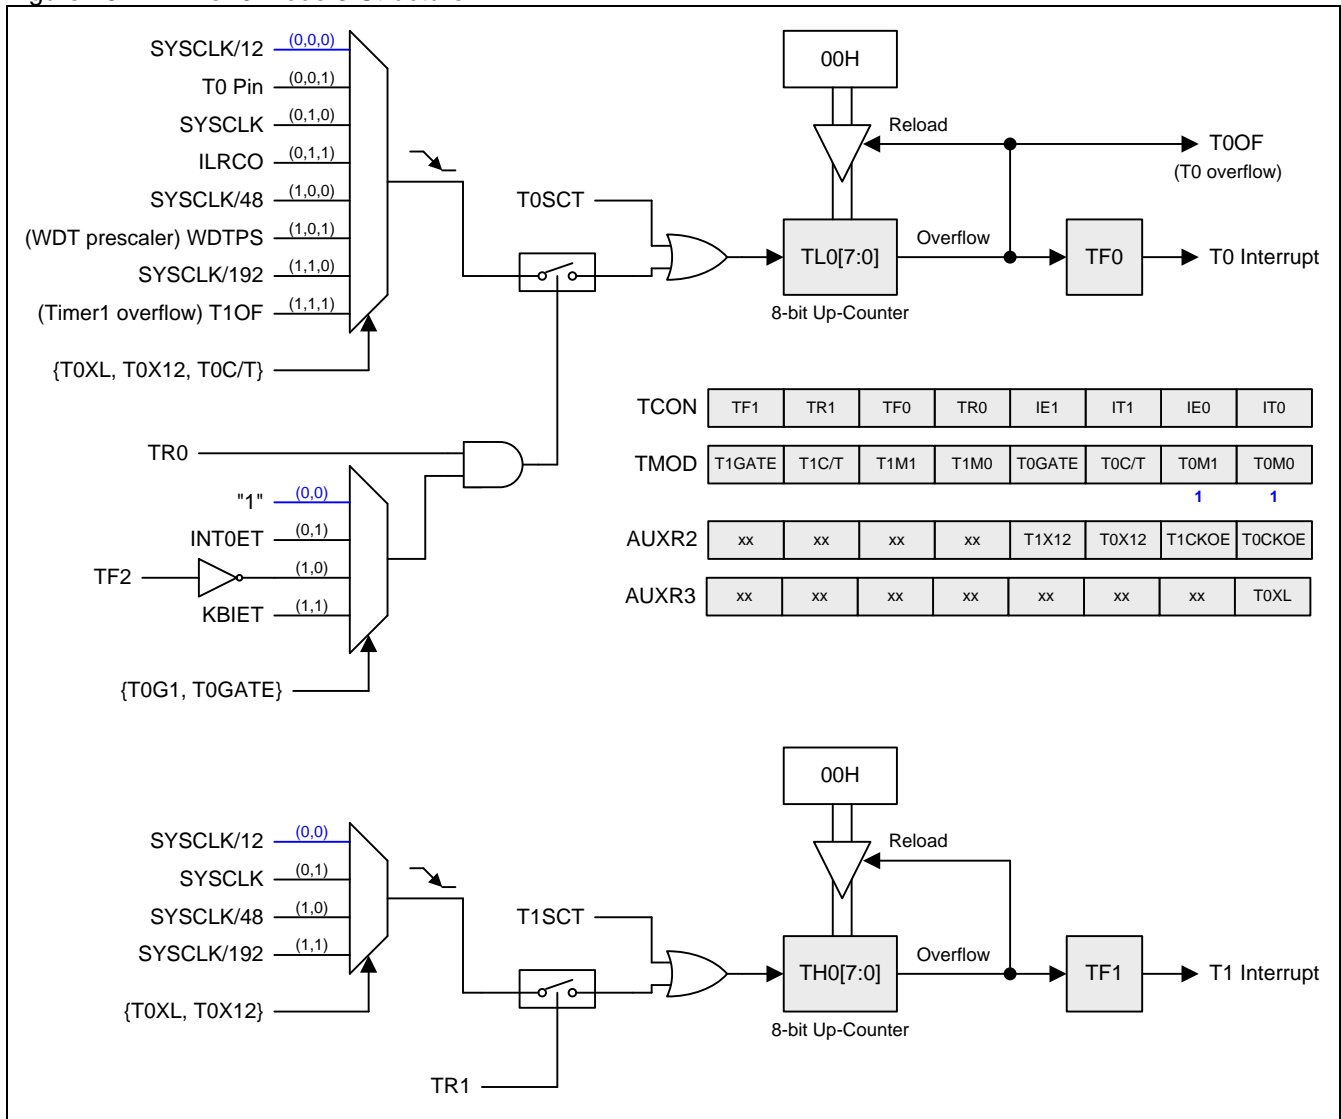 SYSCLK/12 (0,0,0)
T0 Pin (0,0,1)
SYSCLK (0,1,0)
ILRCO (0,1,1)
SYSCLK/48 (1,0,0)
(WDT prescaler) WDTPS (1,0,1)
SYSCLK/192 (1,1,0)
(Timer1 overflow) T1OF (1,1,1)
{T0XL, T0X12, T0C/T}
T0SCT
00H
Reload
T0OF
(T0 overflow)
TL0[7:0]
Overflow
TF0
T0 Interrupt
8-bit Up-Counter
TR0
"1" (0,0)
INT0ET (0,1)
TF2 (1,0)
KBIET (1,1)
{T0G1, T0GATE}
TCON TF1 TR1 TF0 TR0 IE1 IT1 IE0 IT0
TMOD T1GATE T1C/T T1M1 T1M0 T0GATE T0C/T T0M1 T0M0
1 1
AUXR2 xx xx xx xx T1X12 T0X12 T1CKOE T0CKOE
AUXR3 xx xx xx xx xx xx xx T0XL
SYSCLK/12 (0,0)
SYSCLK (0,1)
SYSCLK/48 (1,0)
SYSCLK/192 (1,1)
{T0XL, T0X12}
T1SCT
TR1
00H
Reload
TH0[7:0]
Overflow
TF1
T1 Interrupt
8-bit Up-Counter